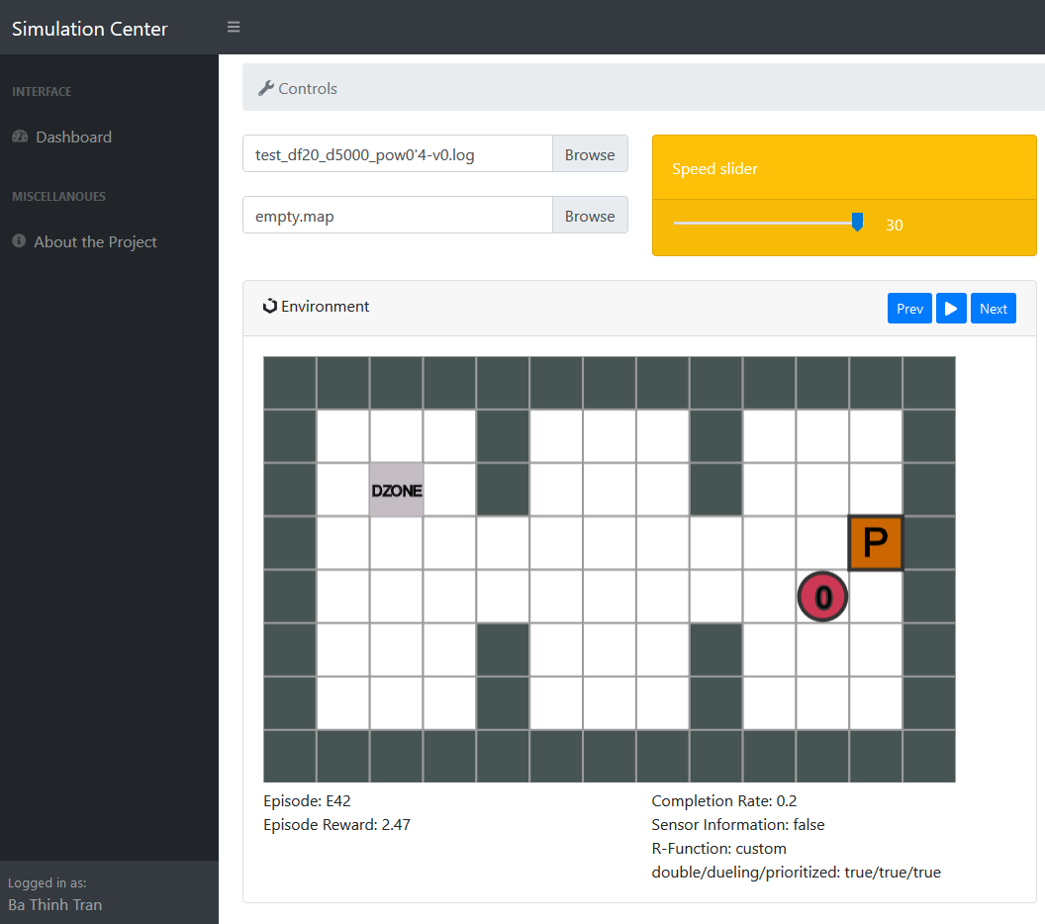 Simulation Center
INTERFACE
Dashboard
MISCELLANOUES
About the Project
Logged in as:
Ba Thinh Tran
Controls
test_df20_d5000_pow0'4-v0.log
Browse
empty.map
Browse
Speed slider
30
Environment
Prev
Next
DZONE
P
0
Episode: E42
Episode Reward: 2.47
Completion Rate: 0.2
Sensor Information: false
R-Function: custom
double/dueling/prioritized: true/true/true